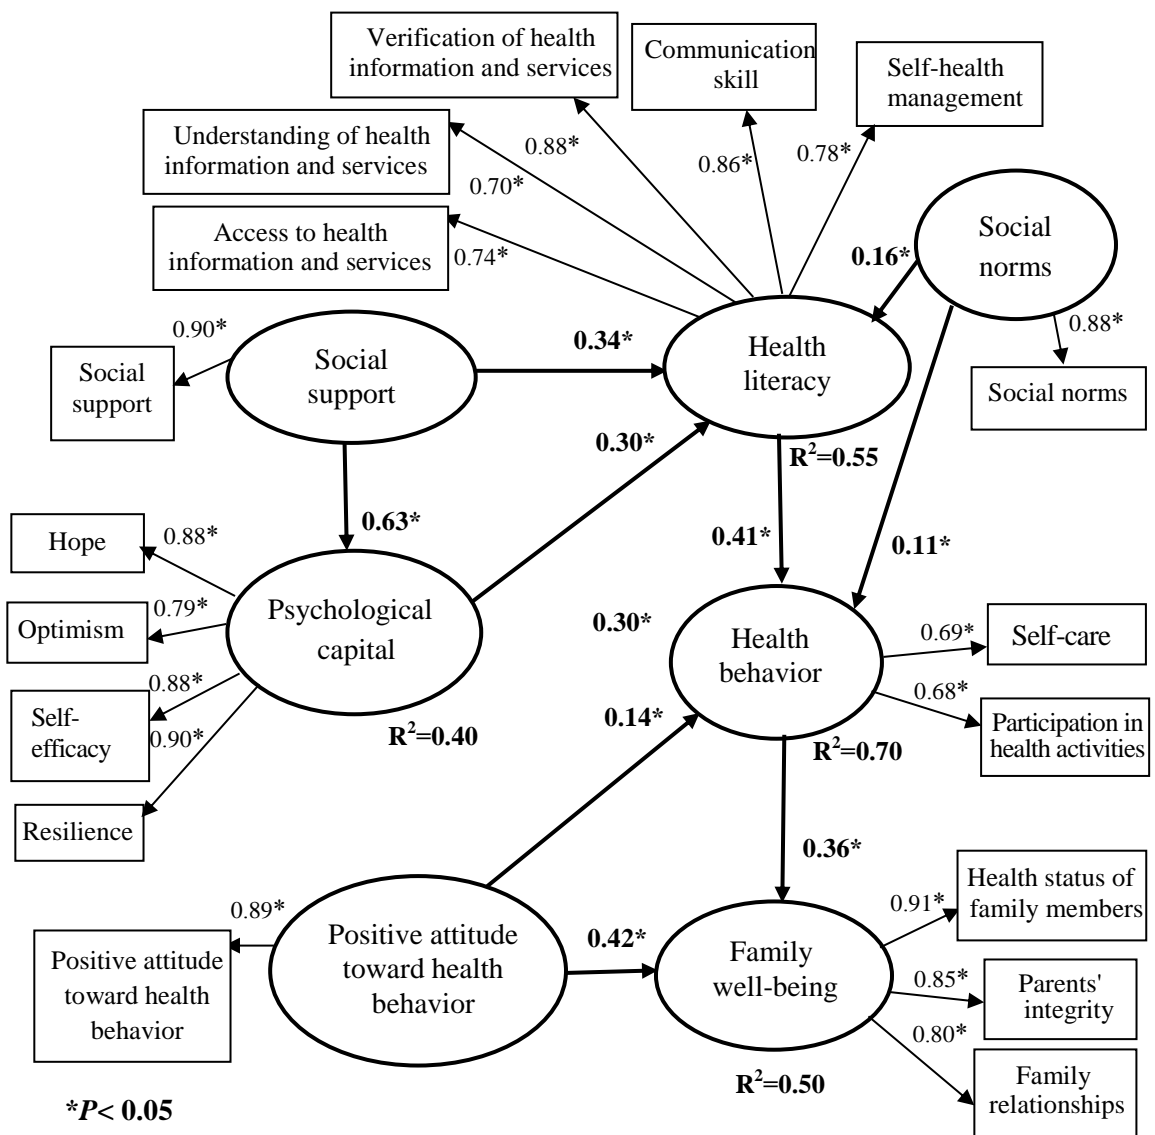 Verification of health
information and services
Communication
skill
Self-health
management
Understanding of health
information and services
0.88*
0.86*
0.78*
0.70*
Access to health
information and services
0.74*
Social
norms
0.16*
0.88*
Social norms
0.90*
Social
support
Social
support
0.34*
Health
literacy
R²=0.55
0.30*
0.63*
0.41*
0.11*
Hope
0.88*
Optimism
0.79*
Self-
efficacy
0.88*
0.90*
Resilience
Psychological
capital
R²=0.40
0.30*
Health
behavior
0.69*
Self-care
0.68*
Participation in
health activities
0.14*
R²=0.70
0.36*
0.89*
Positive attitude
toward health
behavior
Positive attitude
toward health
behavior
0.42*
Family
well-being
0.91*
Health status of
family members
0.85*
Parents'
integrity
0.80*
Family
relationships
R²=0.50
*P< 0.05